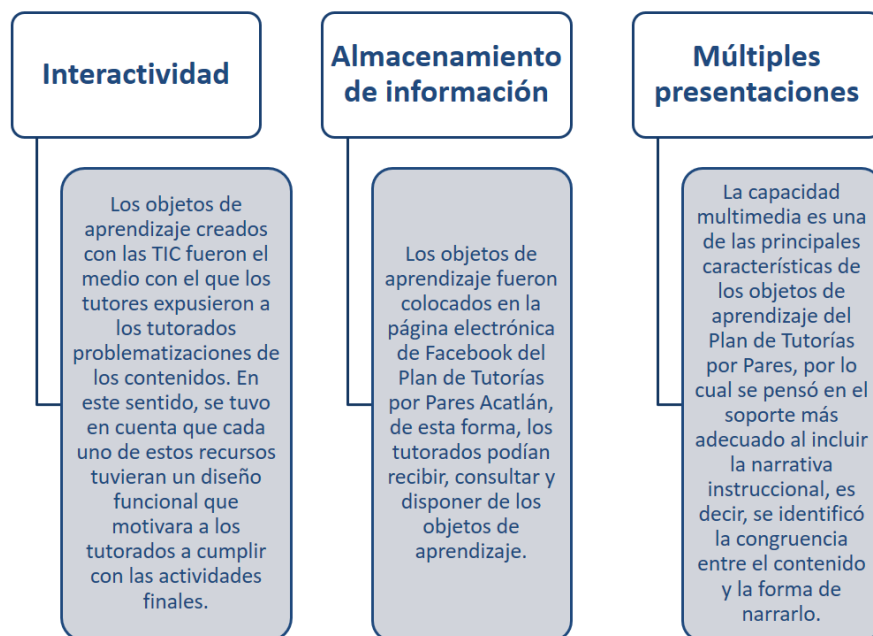 Interactividad
Los objetos de
aprendizaje creados
con las TIC fueron el
medio con el que los
tutores expusieron a
los tutorados
problematizaciones de
los contenidos. En
este sentido, se tuvo
en cuenta que cada
uno de estos recursos
tuvieran un diseño
funcional que
motivara a los
tutorados a cumplir
con las actividades
finales.
Almacenamiento
de información
Los objetos de
aprendizaje fueron
colocados en la
página electrónica
de Facebook del
Plan de Tutorías
por Pares Acatlán,
de esta forma, los
tutorados podían
recibir, consultar y
disponer de los
objetos de
aprendizaje.
Múltiples
presentaciones
La capacidad
multimedia es una
de las principales
características de
los objetos de
aprendizaje del
Plan de Tutorías
por Pares, por lo
cual se pensó en el
soporte más
adecuado al incluir
la narrativa
instruccional, es
decir, se identificó
la congruencia
entre el contenido
y la forma de
narrarlo.